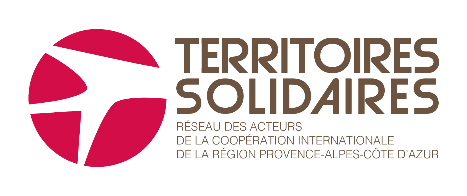 TERRITOIRES
SOLIDAIRES
RÉSEAU DES ACTEURS
DE LA COOPÉRATION INTERNATIONALE
DE LA RÉGION PROVENCE-ALPES-CÔTE D'AZUR